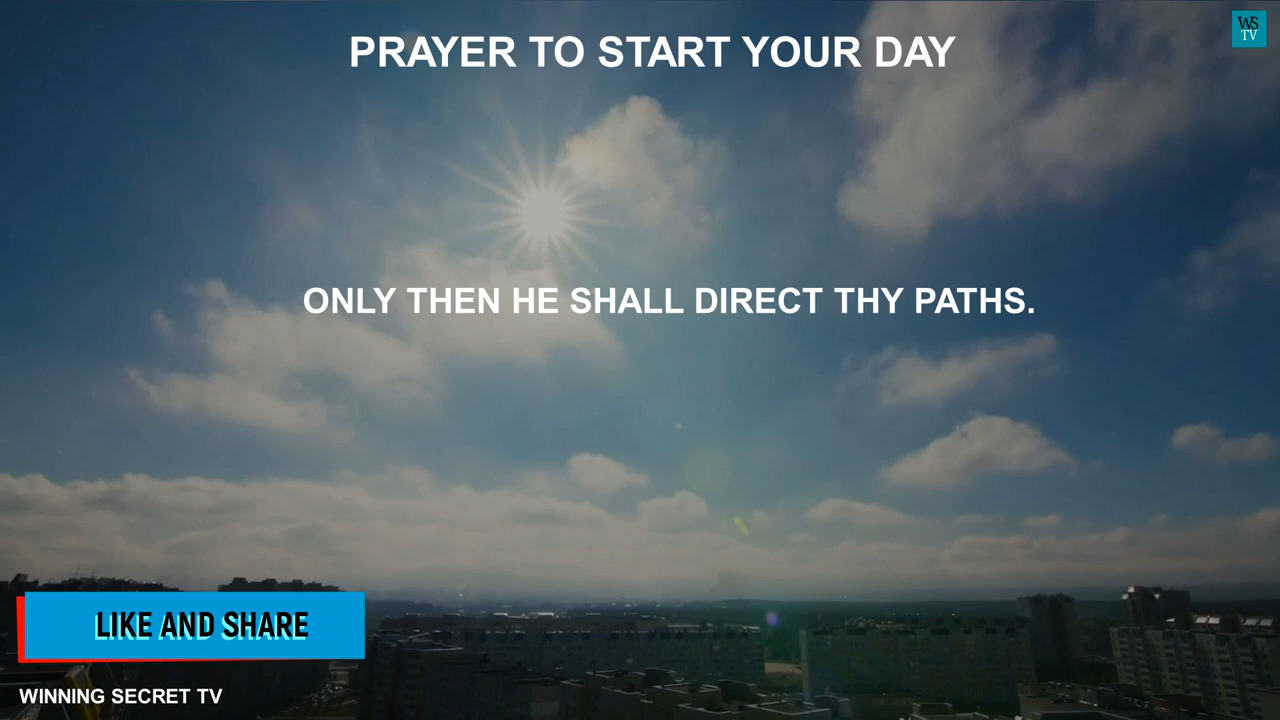 PRAYER TO START YOUR DAY
WS
TV
ONLY THEN HE SHALL DIRECT THY PATHS.
LIKE AND SHARE
WINNING SECRET TV